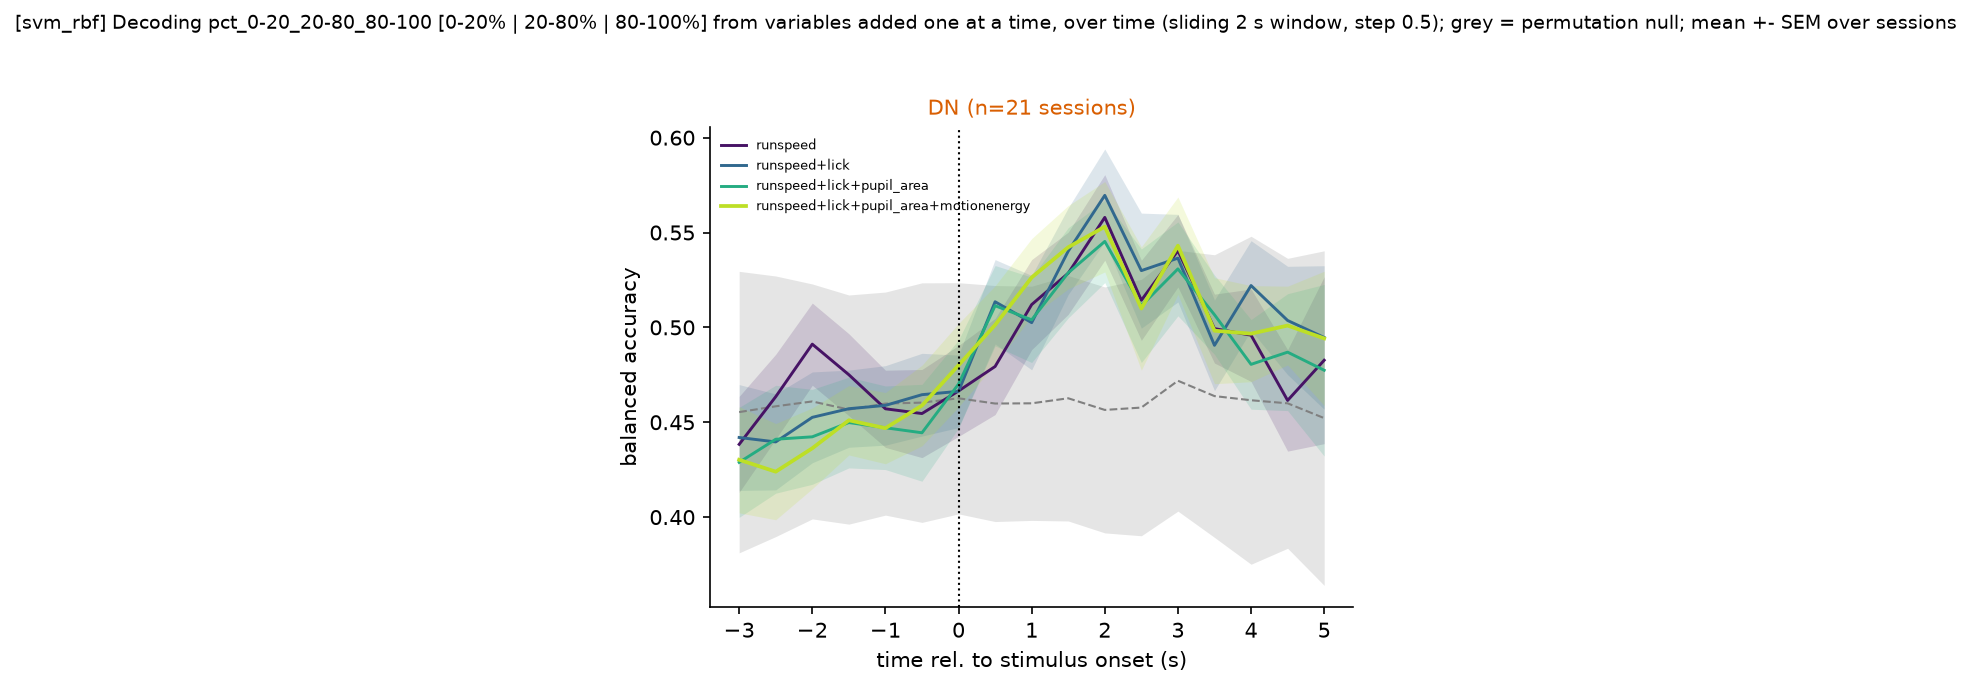 [svm_rbf] Decoding pct_0-20_20-80_80-100 [0-20% | 20-80% | 80-100%] from variables added one at a time, over time (sliding 2 s window, step 0.5); grey = permutation null; mean +- SEM over sessions
DN (n=21 sessions)
runspeed
runspeed+lick
runspeed+lick+pupil_area
runspeed+lick+pupil_area+motionenergy
balanced accuracy
0.60
0.55
0.50
0.45
0.40
−3 −2 −1 0 1 2 3 4 5
time rel. to stimulus onset (s)